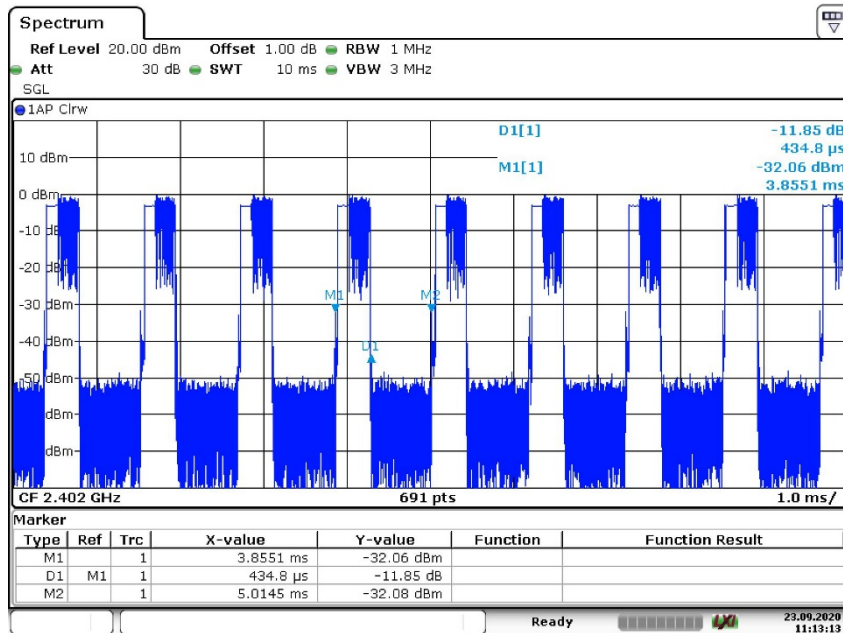 Spectrum
Ref Level 20.00 dBm Offset 1.00 dB RBW 1 MHz
Att 30 dB SWT 10 ms VBW 3 MHz
SGL
1AP Clrw
D1[1] -11.85 dB
434.8 µs
10 dBm
M1[1] -32.06 dBm
3.8551 ms
0 dBm
-10 dB
-20 dB
M1 M2
-30 dBm
-40 dBm
D1
-50 dBm
dBm
dBm
CF 2.402 GHz 691 pts 1.0 ms/
Marker
Type Ref Trc X-value Y-value Function Function Result
M1 1 3.8551 ms -32.06 dBm
D1 M1 1 434.8 µs -11.85 dB
M2 1 5.0145 ms -32.08 dBm
Ready LXI 23.09.2020
11:13:13